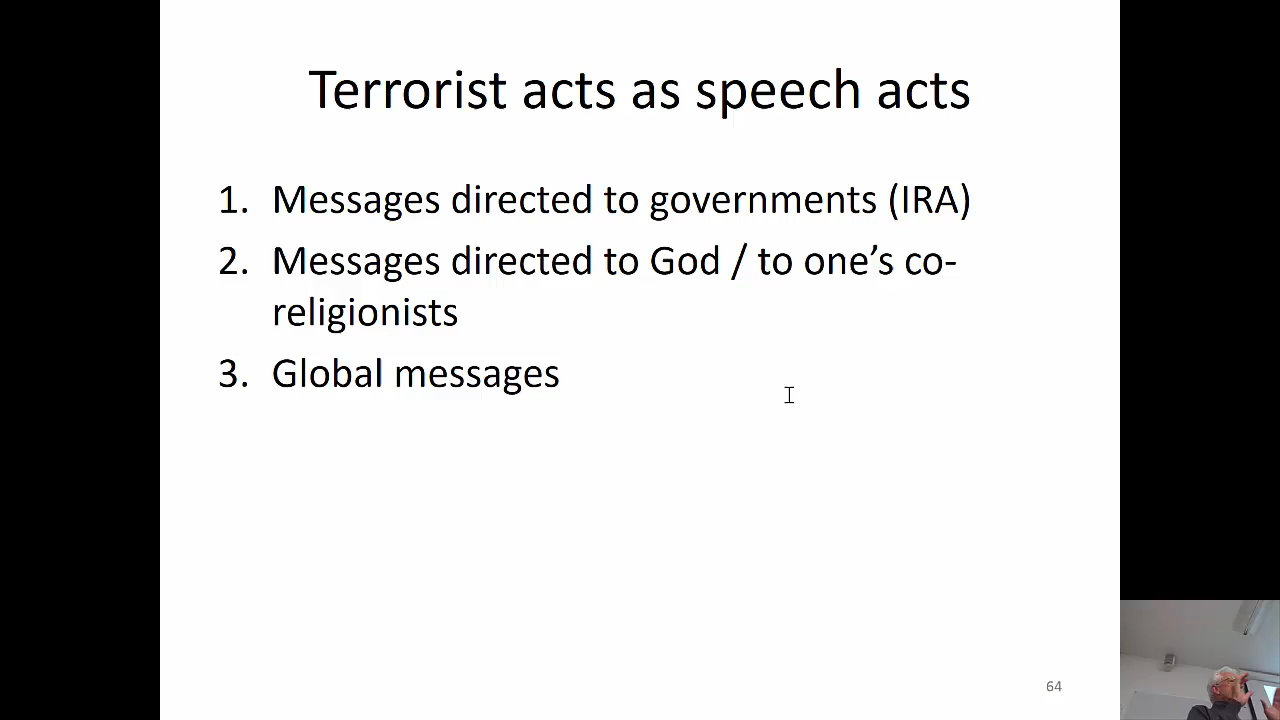 Terrorist acts as speech acts
1. Messages directed to governments (IRA)
2. Messages directed to God / to one’s co-
religionists
3. Global messages
64